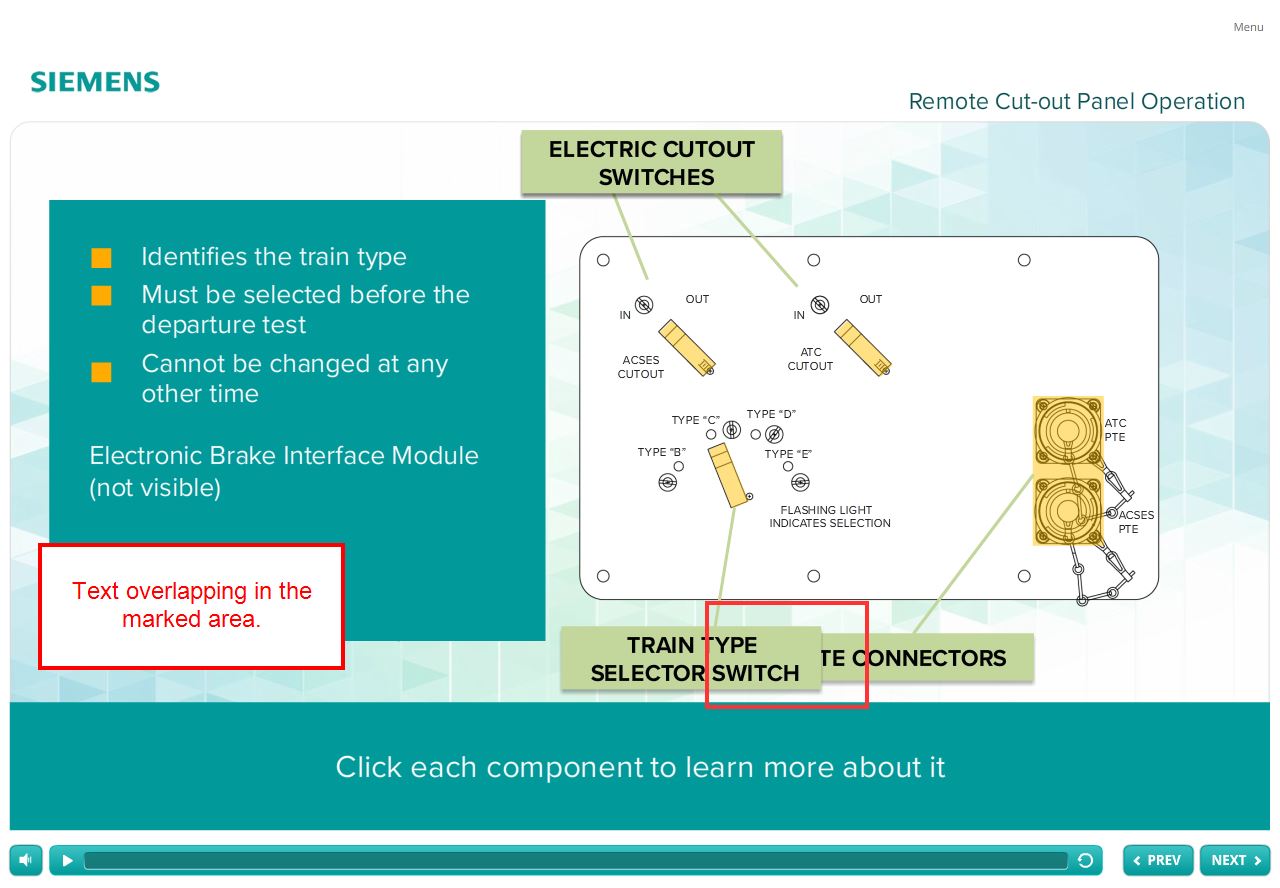 Menu
SIEMENS
Remote Cut-out Panel Operation
ELECTRIC CUTOUT
SWITCHES
Identifies the train type
Must be selected before the
departure test
Cannot be changed at any
other time
Electronic Brake Interface Module
(not visible)
Text overlapping in the
marked area.
IN
OUT
ACSES
CUTOUT
IN
OUT
ATC
CUTOUT
TYPE “C”
TYPE “D”
TYPE “B”
TYPE “E”
FLASHING LIGHT
INDICATES SELECTION
ATC
PTE
ACSES
PTE
TRAIN TYPE
SELECTOR SWITCH
TE CONNECTORS
Click each component to learn more about it
PREV
NEXT